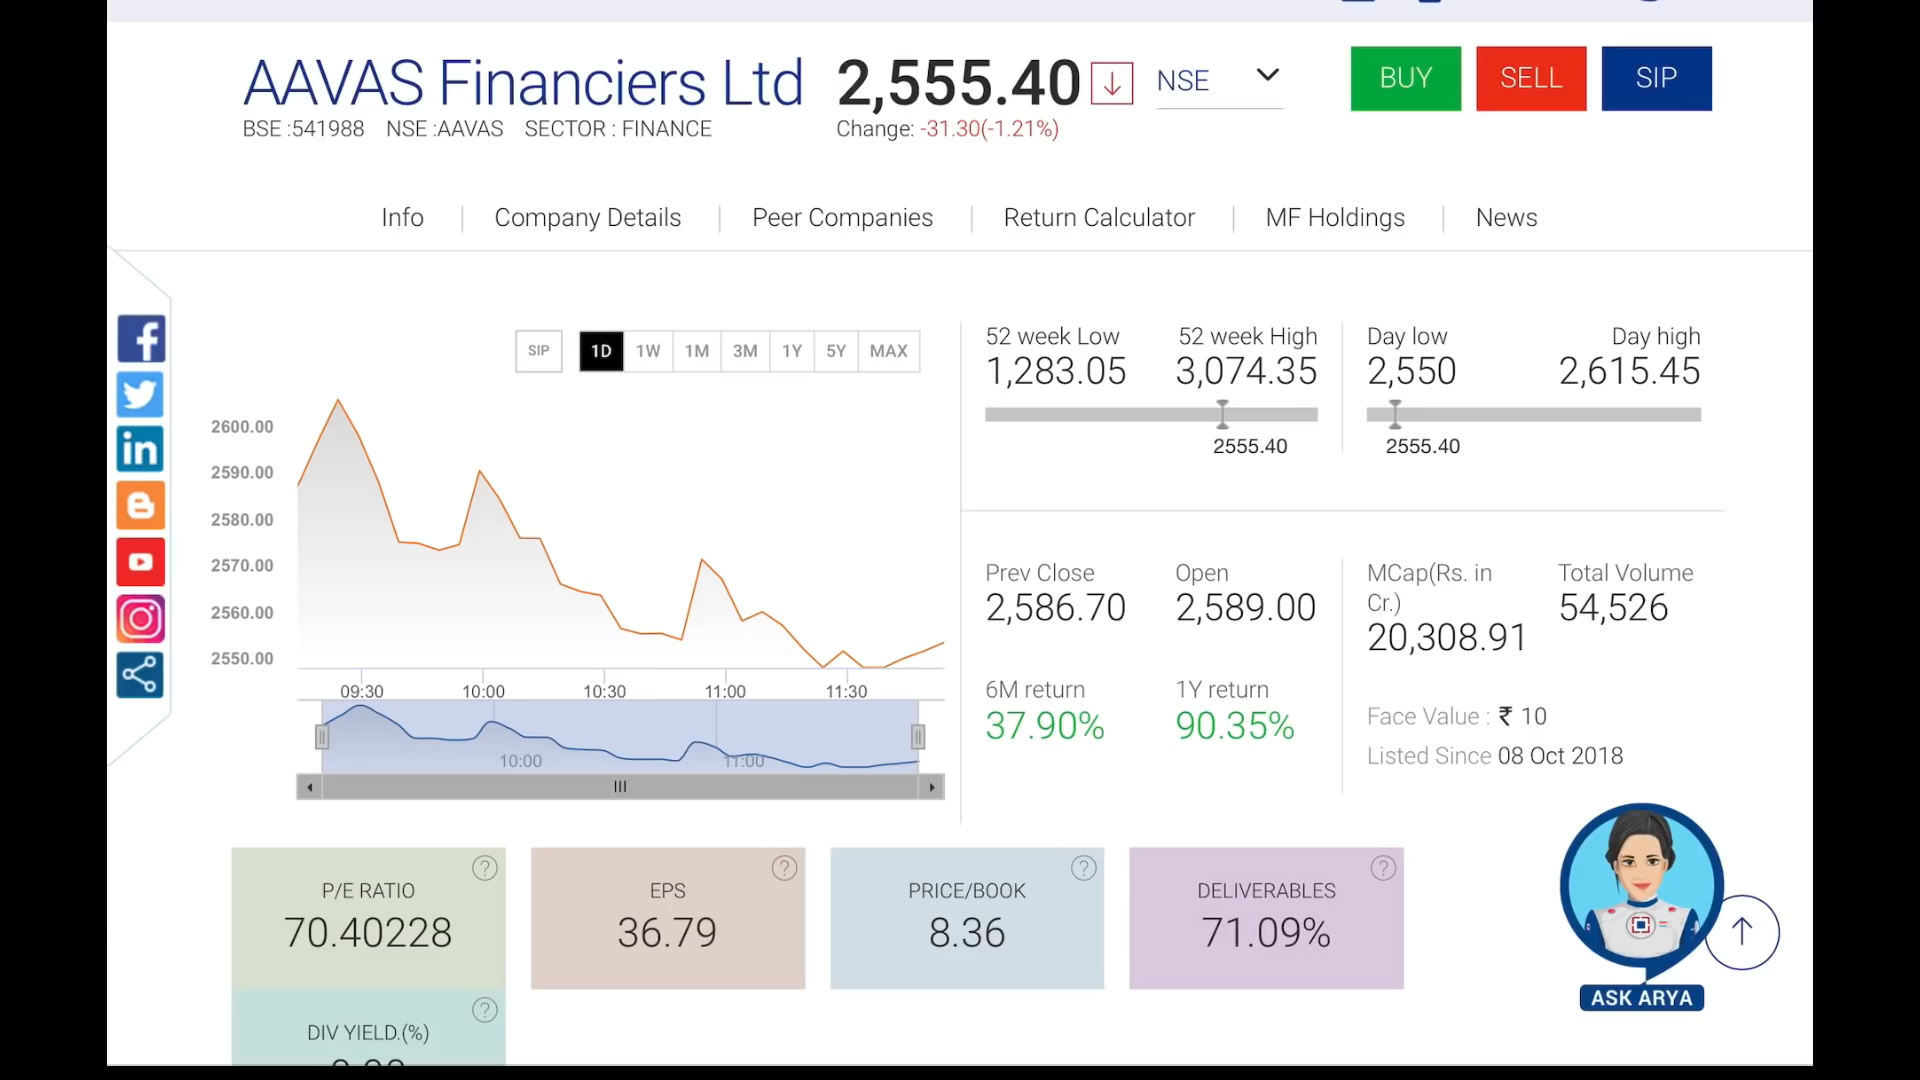 AAVAS Financiers Ltd 2,555.40 NSE BUY SELL SIP
BSE :541988 NSE :AAVAS SECTOR : FINANCE Change: -31.30(-1.21%)
Info Company Details Peer Companies Return Calculator MF Holdings News
SIP 1D 1W 1M 3M 1Y 5Y MAX
2600.00
2590.00
2580.00
2570.00
2560.00
2550.00
09:30 10:00 10:30 11:00 11:30
10:00 11:00
52 week Low 52 week High Day low Day high
1,283.05 3,074.35 2,550 2,615.45
2555.40 2555.40
Prev Close Open MCap(Rs. in Total Volume
2,586.70 2,589.00 Cr.) 54,526
20,308.91
6M return 1Y return
37.90% 90.35%
Face Value : ₹ 10
Listed Since 08 Oct 2018
P/E RATIO EPS PRICE/BOOK DELIVERABLES
70.40228 36.79 8.36 71.09%
ASK ARYA
DIV YIELD.(%)